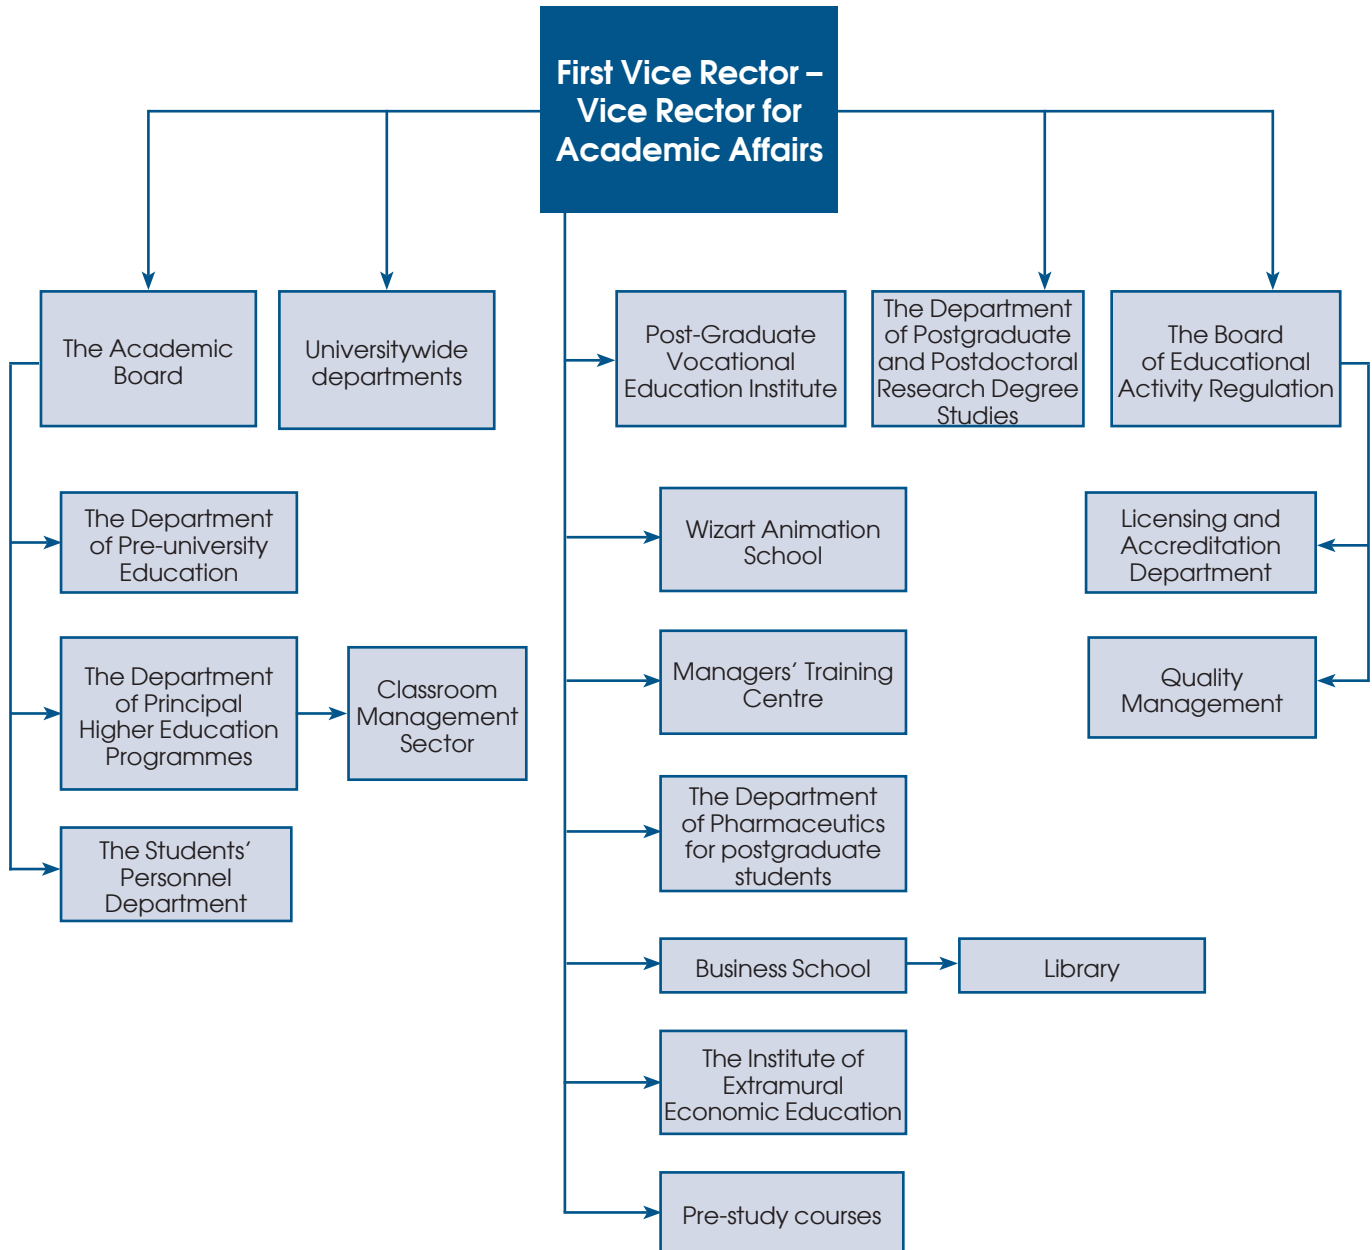 First Vice Rector –
Vice Rector for
Academic Affairs
The Academic
Board
Universitywide
departments
Post-Graduate
Vocational
Education Institute
The Department
of Postgraduate
and Postdoctoral
Research Degree
Studies
The Board
of Educational
Activity Regulation
The Department
of Pre-university
Education
Wizart Animation
School
Licensing and
Accreditation
Department
The Department
of Principal
Higher Education
Programmes
Classroom
Management
Sector
Managers’ Training
Centre
Quality
Management
The Students’
Personnel
Department
The Department
of Pharmaceutics
for postgraduate
students
Business School
Library
The Institute of
Extramural
Economic Education
Pre-study courses